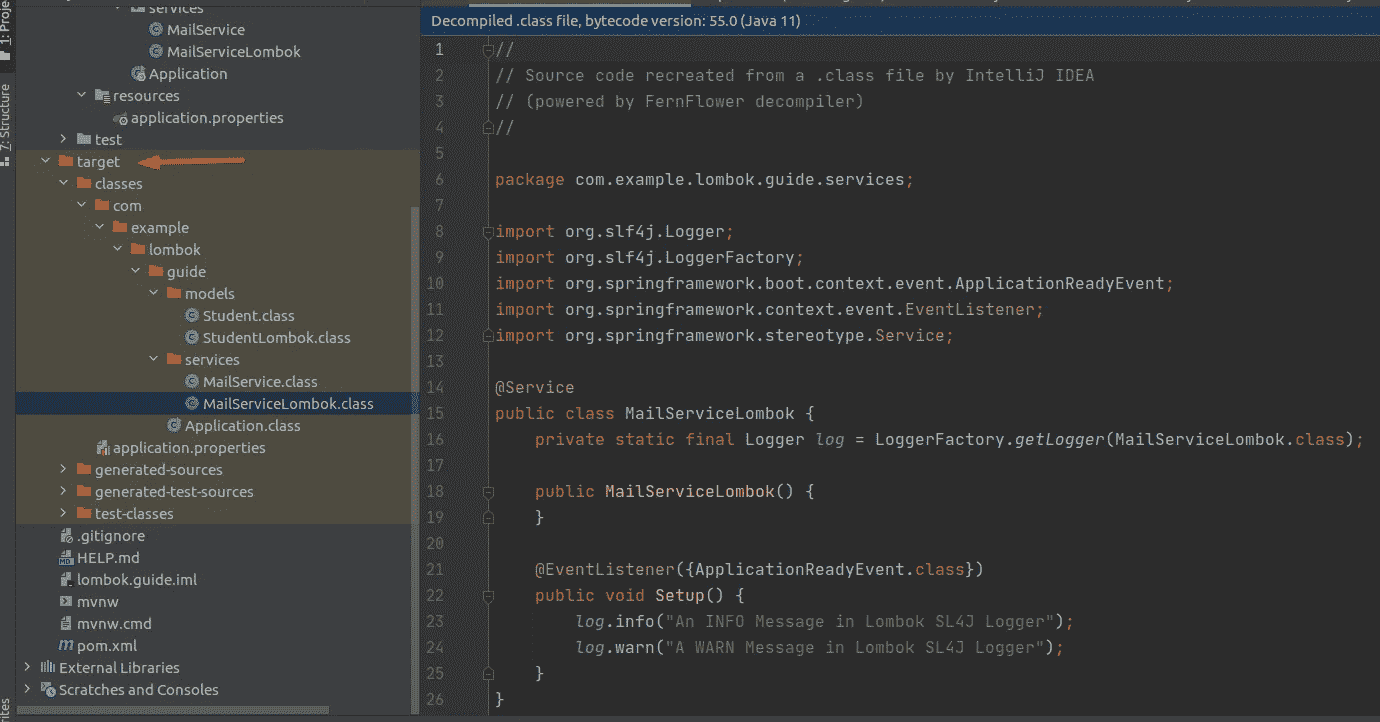 1: Proje
7: Structure
rites
services
MailService
MailServiceLombok
Application
resources
application.properties
test
target
classes
com
example
lombok
guide
models
Student.class
StudentLombok.class
services
MailService.class
MailServiceLombok.class
Application.class
application.properties
generated-sources
generated-test-sources
test-classes
.gitignore
HELP.md
lombok.guide.iml
mvnw
mvnw.cmd
pom.xml
External Libraries
Scratches and Consoles
Decompiled .class file, bytecode version: 55.0 (Java 11)
1 //
2 // Source code recreated from a .class file by IntelliJ IDEA
3 // (powered by FernFlower decompiler)
4 //
5
6 package com.example.lombok.guide.services;
7
8 import org.slf4j.Logger;
9 import org.slf4j.LoggerFactory;
10 import org.springframework.boot.context.event.ApplicationReadyEvent;
11 import org.springframework.context.event.EventListener;
12 import org.springframework.stereotype.Service;
13
14 @Service
15 public class MailServiceLombok {
16 private static final Logger log = LoggerFactory.getLogger(MailServiceLombok.class);
17
18 public MailServiceLombok() {
19 }
20
21 @EventListener({ApplicationReadyEvent.class})
22 public void Setup() {
23 log.info("An INFO Message in Lombok SL4J Logger");
24 log.warn("A WARN Message in Lombok SL4J Logger");
25 }
26 }